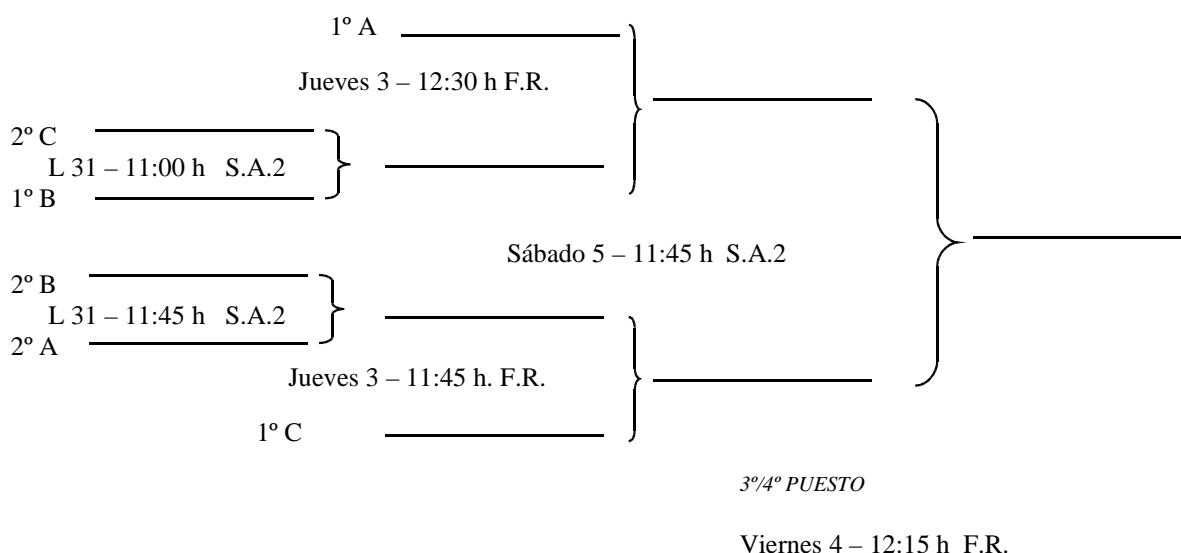 1º A
Jueves 3 – 12:30 h F.R.
2º C
L 31 – 11:00 h S.A.2
1º B
Sábado 5 – 11:45 h S.A.2
2º B
L 31 – 11:45 h S.A.2
2º A
Jueves 3 – 11:45 h. F.R.
1º C
3º/4º PUESTO
Viernes 4 – 12:15 h F.R.